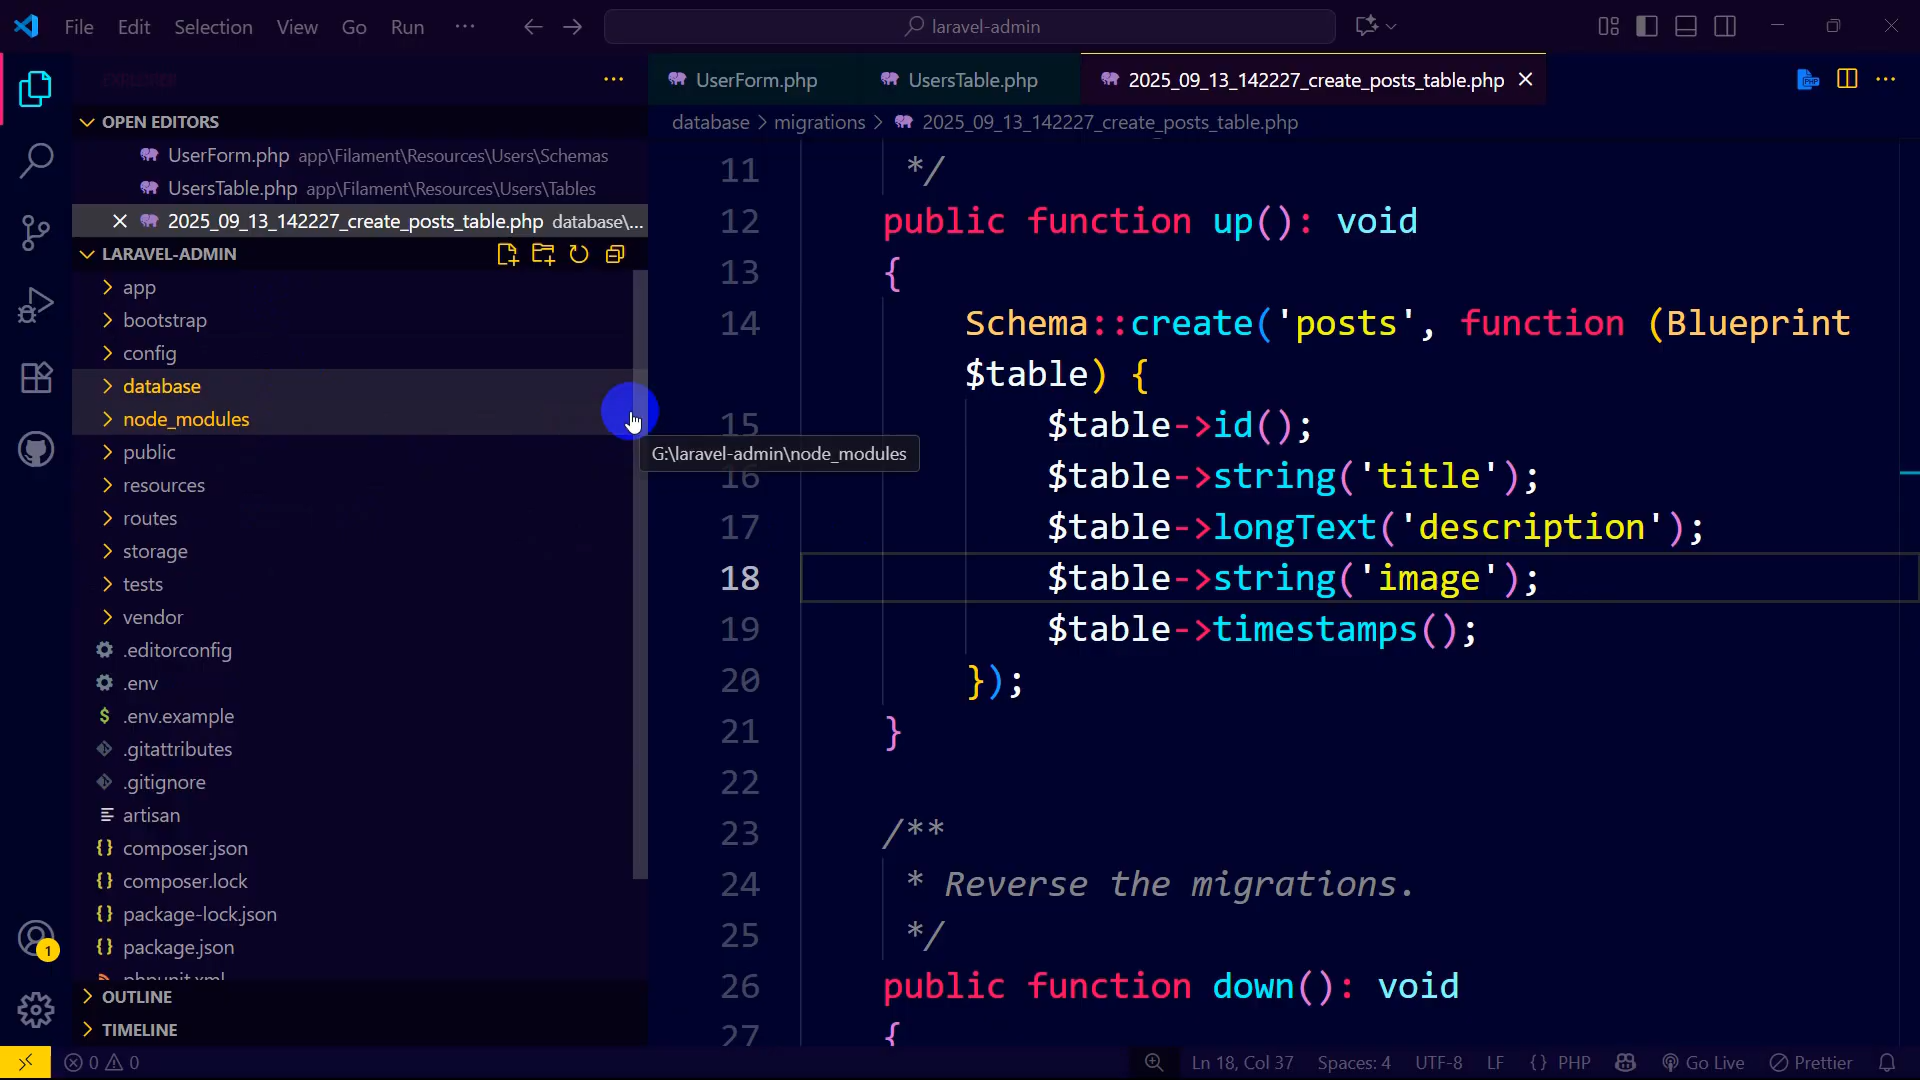 File Edit Selection View Go Run ··· laravel-admin
EXPLORER
OPEN EDITORS
UserForm.php app\Filament\Resources\Users\Schemas
UsersTable.php app\Filament\Resources\Users\Tables
2025_09_13_142227_create_posts_table.php database\...
LARAVEL-ADMIN
app
bootstrap
config
database
node_modules
public
resources
routes
storage
tests
vendor
.editorconfig
.env
.env.example
.gitattributes
.gitignore
artisan
composer.json
composer.lock
package-lock.json
package.json
phpunit.xml
OUTLINE
TIMELINE
G:\laravel-admin\node_modules
UserForm.php UsersTable.php 2025_09_13_142227_create_posts_table.php
database > migrations > 2025_09_13_142227_create_posts_table.php
11 */
12 public function up(): void
13 {
14 Schema::create('posts', function (Blueprint
$table) {
15 $table->id();
16 $table->string('title');
17 $table->longText('description');
18 $table->string('image');
19 $table->timestamps();
20 });
21 }
22
23 /**
24 * Reverse the migrations.
25 */
26 public function down(): void
27 {
1
0 0 Ln 18, Col 37 Spaces: 4 UTF-8 LF {} PHP Go Live Prettier